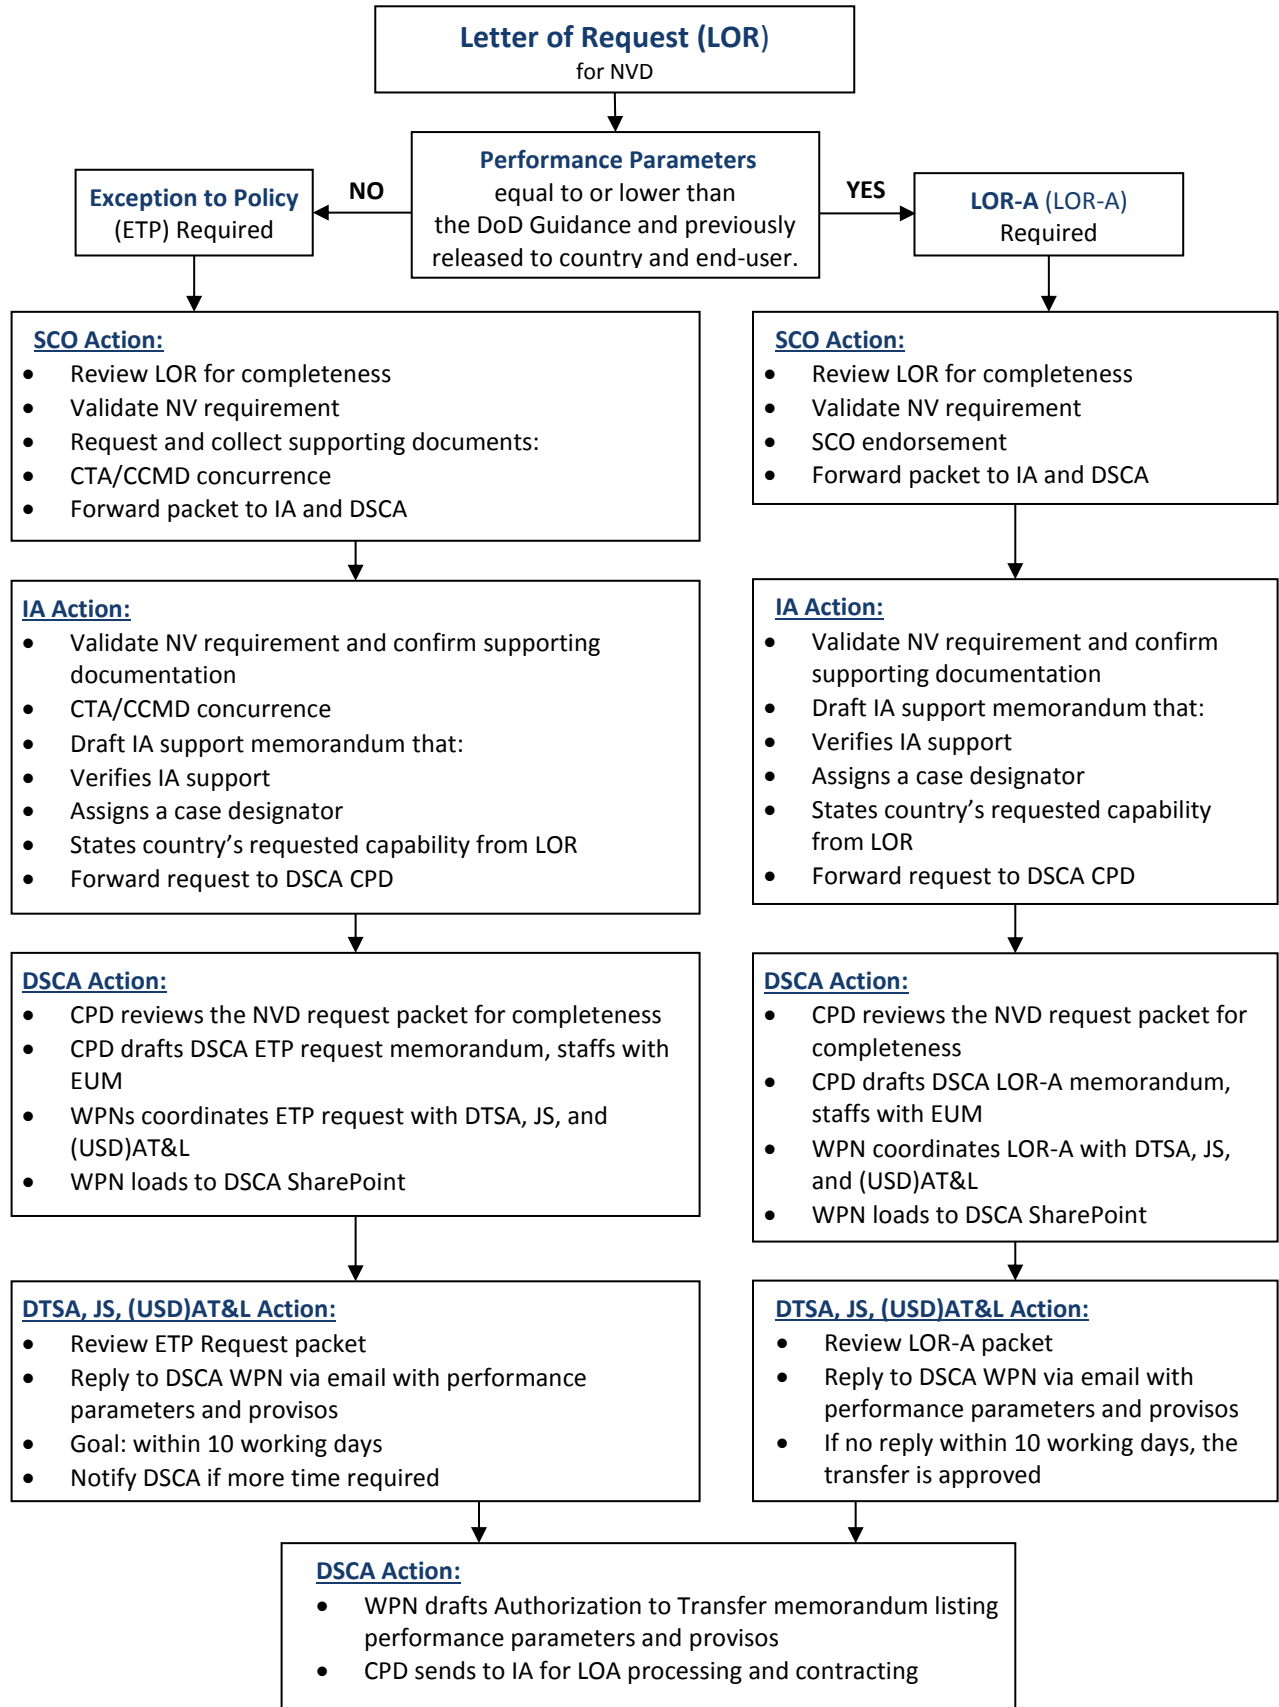 Letter of Request (LOR)
for NVD
Performance Parameters
equal to or lower than
the DoD Guidance and previously
released to country and end-user.
NO
YES
Exception to Policy
(ETP) Required
LOR-A (LOR-A)
Required
SCO Action:
• Review LOR for completeness
• Validate NV requirement
• Request and collect supporting documents:
• CTA/CCMD concurrence
• Forward packet to IA and DSCA
SCO Action:
• Review LOR for completeness
• Validate NV requirement
• SCO endorsement
• Forward packet to IA and DSCA
IA Action:
• Validate NV requirement and confirm supporting
documentation
• CTA/CCMD concurrence
• Draft IA support memorandum that:
• Verifies IA support
• Assigns a case designator
• States country’s requested capability from LOR
• Forward request to DSCA CPD
IA Action:
• Validate NV requirement and confirm
supporting documentation
• Draft IA support memorandum that:
• Verifies IA support
• Assigns a case designator
• States country’s requested capability
from LOR
• Forward request to DSCA CPD
DSCA Action:
• CPD reviews the NVD request packet for completeness
• CPD drafts DSCA ETP request memorandum, staffs with
EUM
• WPNs coordinates ETP request with DTSA, JS, and
(USD)AT&L
• WPN loads to DSCA SharePoint
DSCA Action:
• CPD reviews the NVD request packet for
completeness
• CPD drafts DSCA LOR-A memorandum,
staffs with EUM
• WPN coordinates LOR-A with DTSA, JS,
and (USD)AT&L
• WPN loads to DSCA SharePoint
DTSA, JS, (USD)AT&L Action:
• Review ETP Request packet
• Reply to DSCA WPN via email with performance
parameters and provisos
• Goal: within 10 working days
• Notify DSCA if more time required
DTSA, JS, (USD)AT&L Action:
• Review LOR-A packet
• Reply to DSCA WPN via email with
performance parameters and provisos
• If no reply within 10 working days, the
transfer is approved
DSCA Action:
• WPN drafts Authorization to Transfer memorandum listing
performance parameters and provisos
• CPD sends to IA for LOA processing and contracting